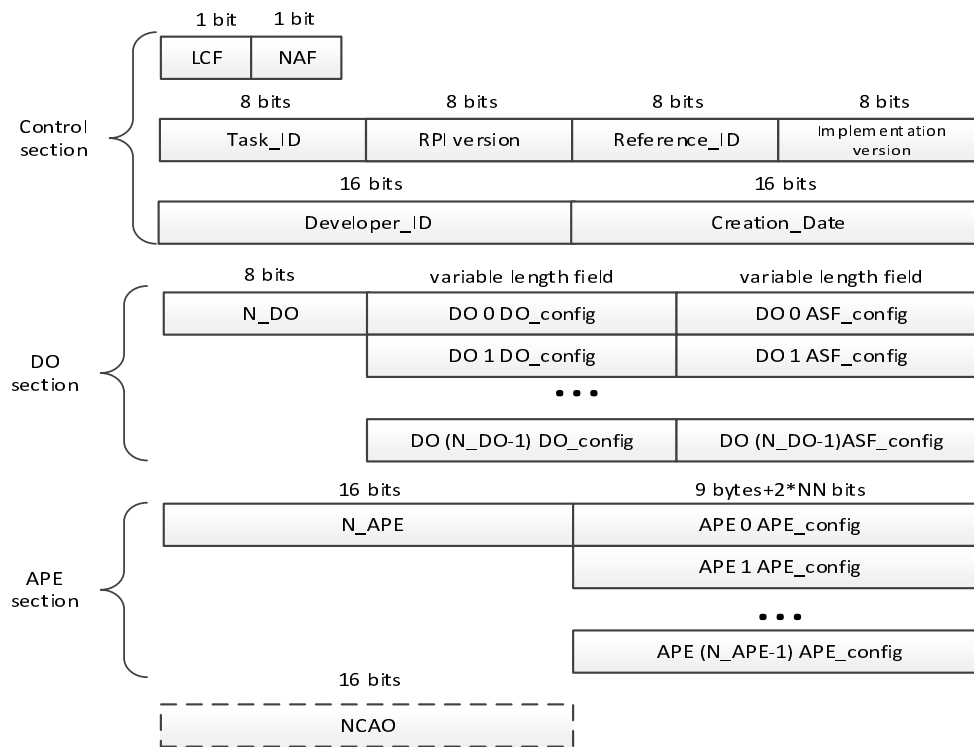 1 bit 1 bit
LCF NAF
8 bits 8 bits 8 bits 8 bits
Control
section
Task_ID RPI version Reference_ID Implementation
version
16 bits 16 bits
Developer_ID Creation_Date
8 bits variable length field variable length field
N_DO DO 0 DO_config DO 0 ASF_config
DO 1 DO_config DO 1 ASF_config
DO
section
...
DO (N_DO-1) DO_config DO (N_DO-1)ASF_config
16 bits 9 bytes+2*NN bits
N_APE APE 0 APE_config
APE 1 APE_config
APE
section
...
APE (N_APE-1) APE_config
16 bits
NCAO